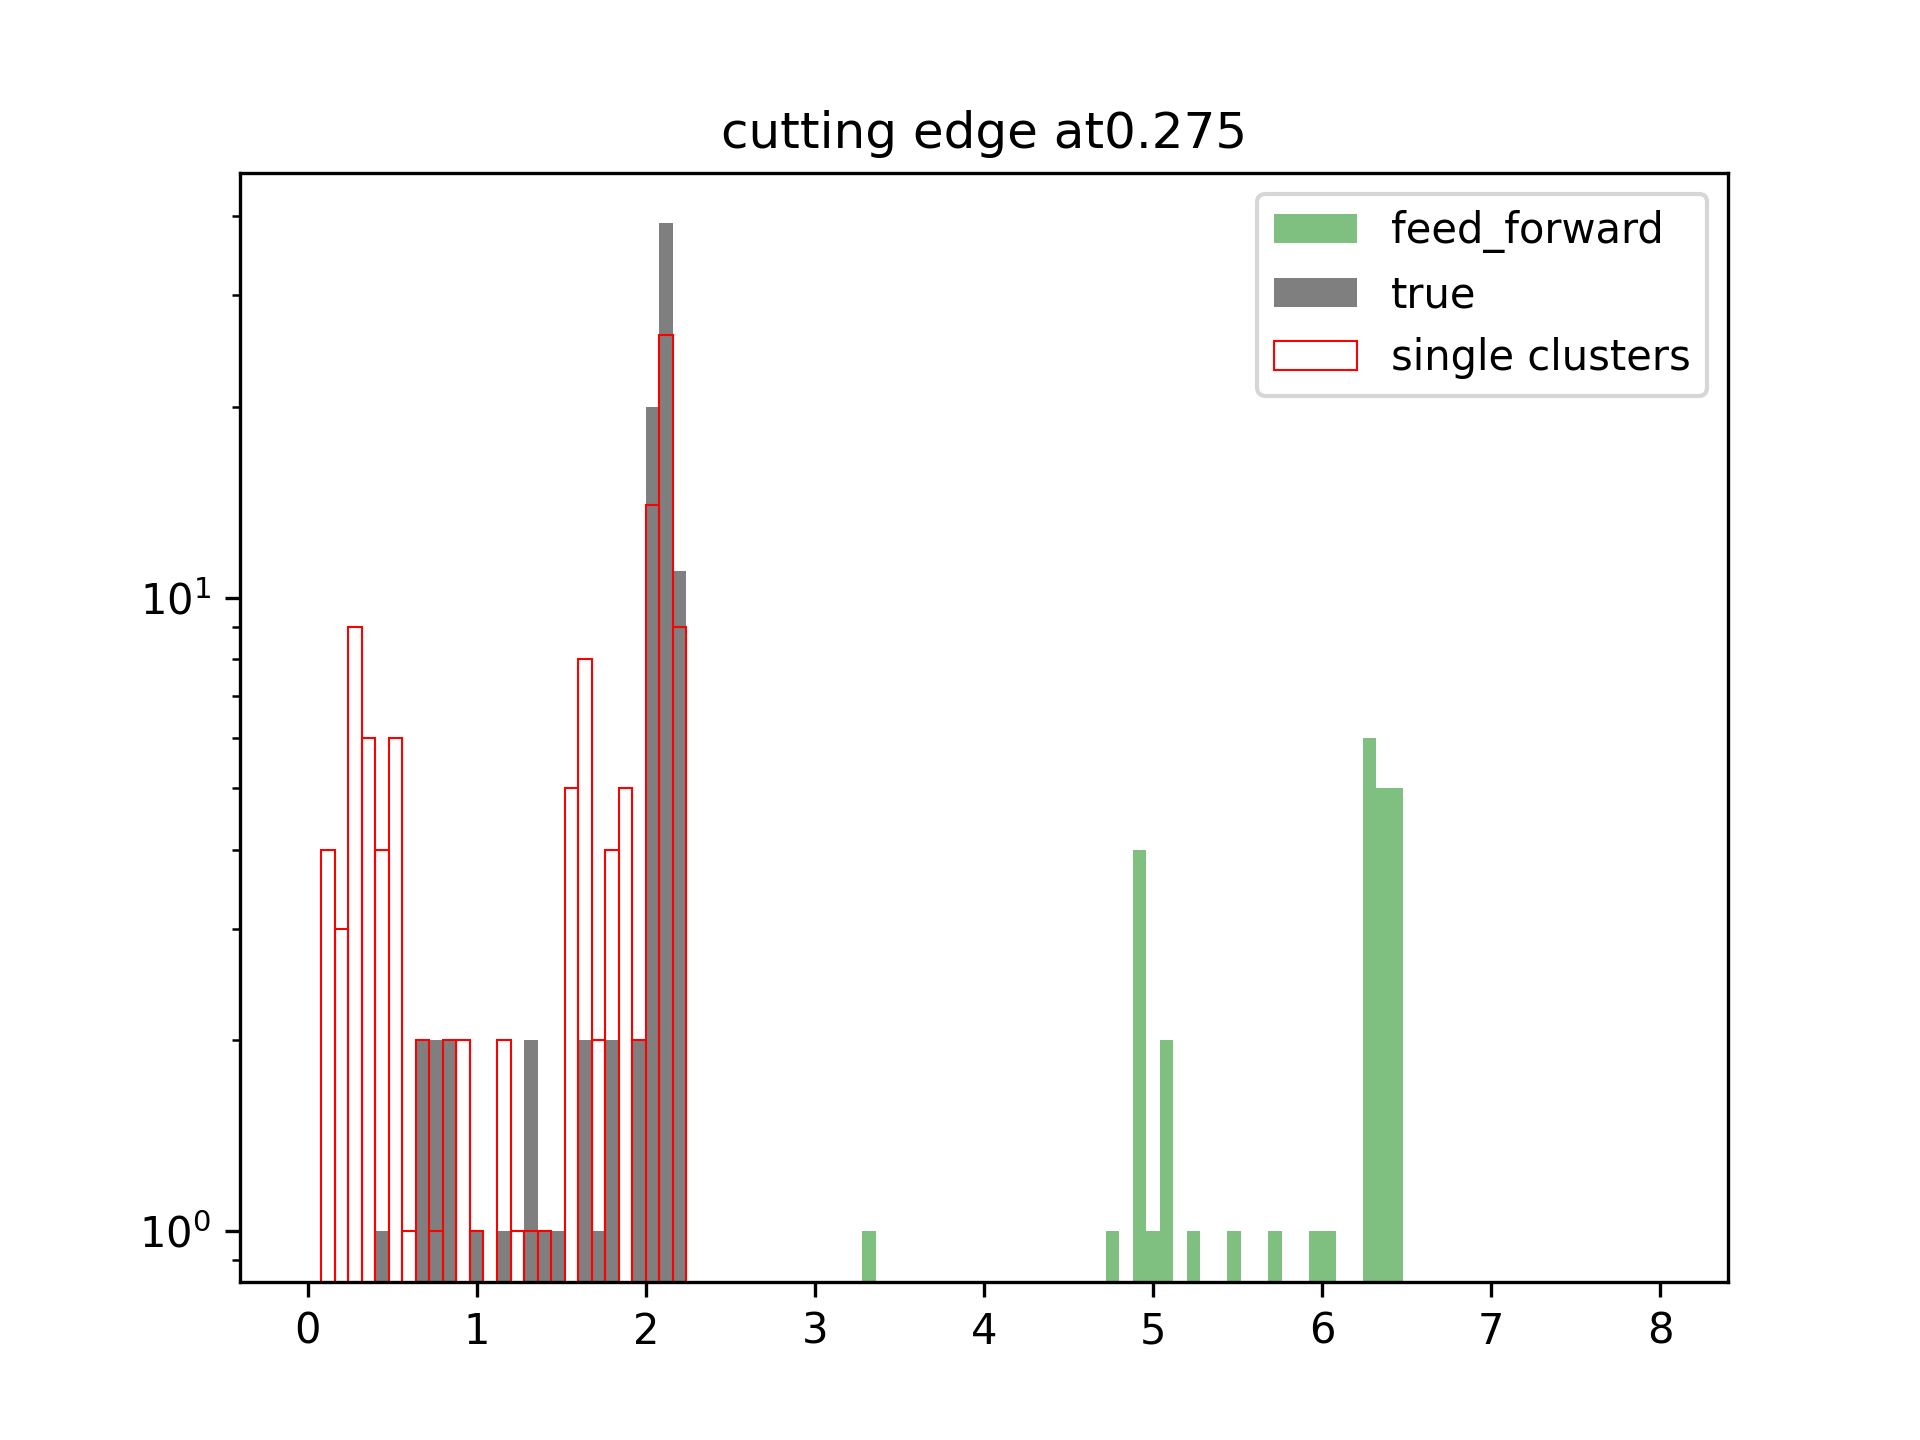 cutting edge at0.275
feed_forward
true
single clusters
10¹
10⁰
0 1 2 3 4 5 6 7 8